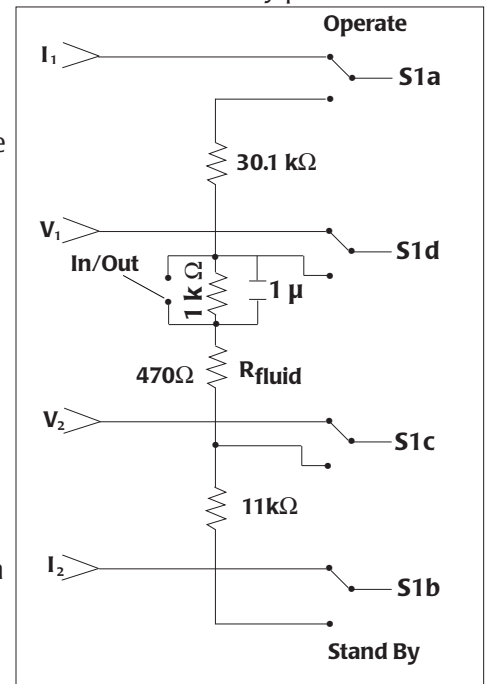 Operate
I₁
S1a
30.1 kΩ
V₁
S1d
In/Out
1 k Ω
1 µ
470Ω
Rfluid
V₂
S1c
11kΩ
I₂
S1b
Stand By